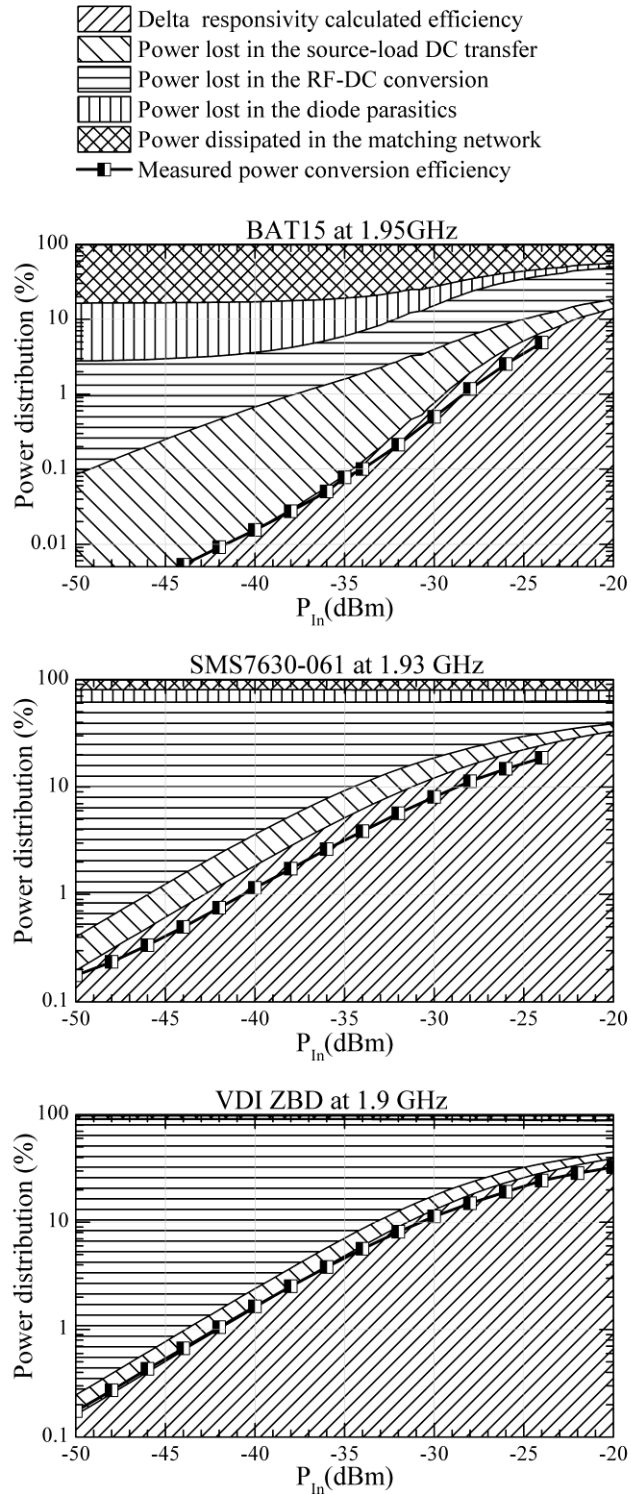 Delta responsivity calculated efficiency
Power lost in the source-load DC transfer
Power lost in the RF-DC conversion
Power lost in the diode parasitics
Power dissipated in the matching network
Measured power conversion efficiency
BAT15 at 1.95GHz
Power distribution (%)
100
10
1
0.1
0.01
-50 -45 -40 -35 -30 -25 -20
P_In(dBm)
SMS7630-061 at 1.93 GHz
Power distribution (%)
100
10
1
0.1
-50 -45 -40 -35 -30 -25 -20
P_In(dBm)
VDI ZBD at 1.9 GHz
Power distribution (%)
100
10
1
0.1
-50 -45 -40 -35 -30 -25 -20
P_In(dBm)